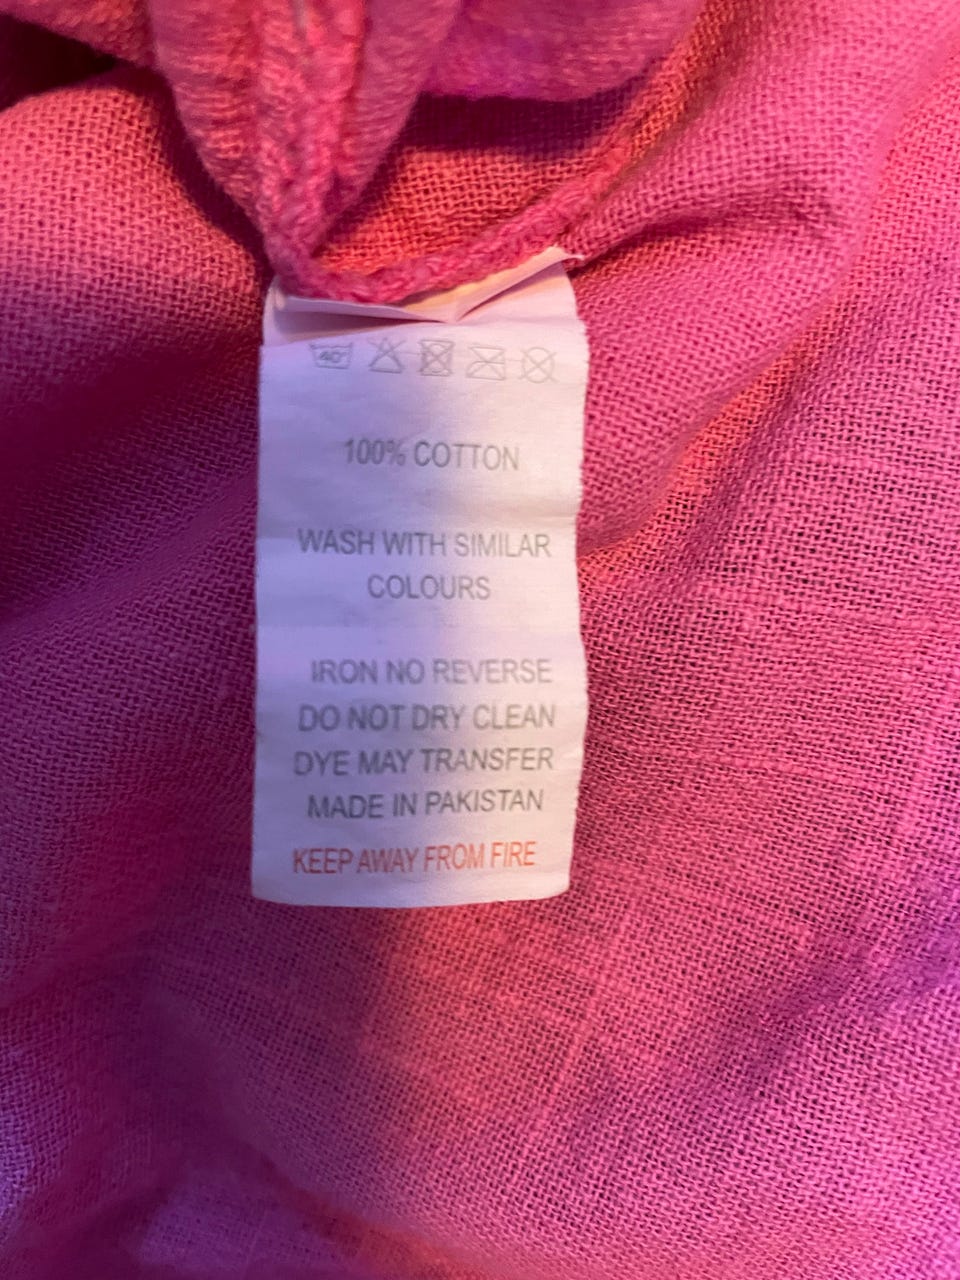 40°
100% COTTON
WASH WITH SIMILAR
COLOURS
IRON NO REVERSE
DO NOT DRY CLEAN
DYE MAY TRANSFER
MADE IN PAKISTAN
KEEP AWAY FROM FIRE